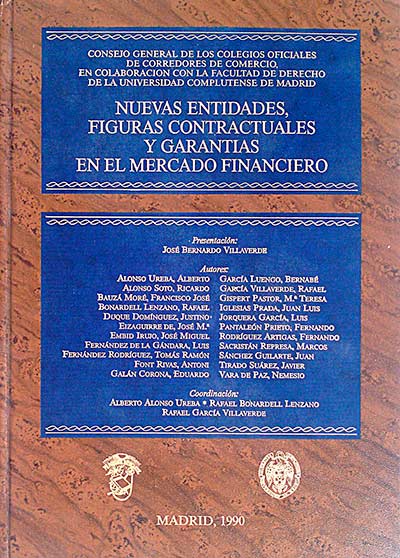 CONSEJO GENERAL DE LOS COLEGIOS OFICIALES
DE CORREDORES DE COMERCIO,
EN COLABORACION CON LA FACULTAD DE DERECHO
DE LA UNIVERSIDAD COMPLUTENSE DE MADRID
NUEVAS ENTIDADES,
FIGURAS CONTRACTUALES
Y GARANTIAS
EN EL MERCADO FINANCIERO
Presentación:
JOSÉ BERNARDO VILLAVERDE
Autores:
ALONSO UREBA, ALBERTO
ALONSO SOTO, RICARDO
BAUZÁ MORÉ, FRANCISCO JOSÉ
BONARDELL LENZANO, RAFAEL
DUQUE DOMÍNGUEZ, JUSTINO
EIZAGUIRRE DE, JOSÉ Mª
EMBID IRUJO, JOSÉ MIGUEL
FERNÁNDEZ DE LA GÁNDARA, LUIS
FERNÁNDEZ RODRÍGUEZ, TOMÁS RAMÓN
FONT RIVAS, ANTONI
GALÁN CORONA, EDUARDO
GARCÍA LUENGO, BERNABÉ
GARCÍA VILLAVERDE, RAFAEL
GISPERT PASTOR, Mª TERESA
IGLESIAS PRADA, JUAN LUIS
JORQUERA GARCÍA, LUIS
PANTALEÓN PRIETO, FERNANDO
RODRÍGUEZ ARTIGAS, FERNANDO
SACRISTÁN REPRESA, MARCOS
SÁNCHEZ GUILARTE, JUAN
TIRADO SUÁREZ, JAVIER
VARA DE PAZ, NEMESIO
Coordinación:
ALBERTO ALONSO UREBA • RAFAEL BONARDELL LENZANO
RAFAEL GARCÍA VILLAVERDE
MADRID, 1990